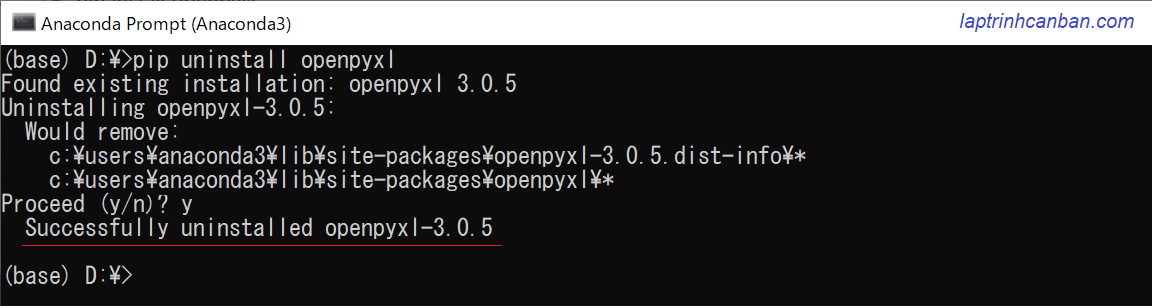 Anaconda Prompt (Anaconda3)
laptrinhcanban.com
(base) D:¥>pip uninstall openpyxl
Found existing installation: openpyxl 3.0.5
Uninstalling openpyxl-3.0.5:
  Would remove:
    c:¥users¥anaconda3¥lib¥site-packages¥openpyxl-3.0.5.dist-info¥*
    c:¥users¥anaconda3¥lib¥site-packages¥openpyxl¥*
Proceed (y/n)? y
  Successfully uninstalled openpyxl-3.0.5
(base) D:¥>